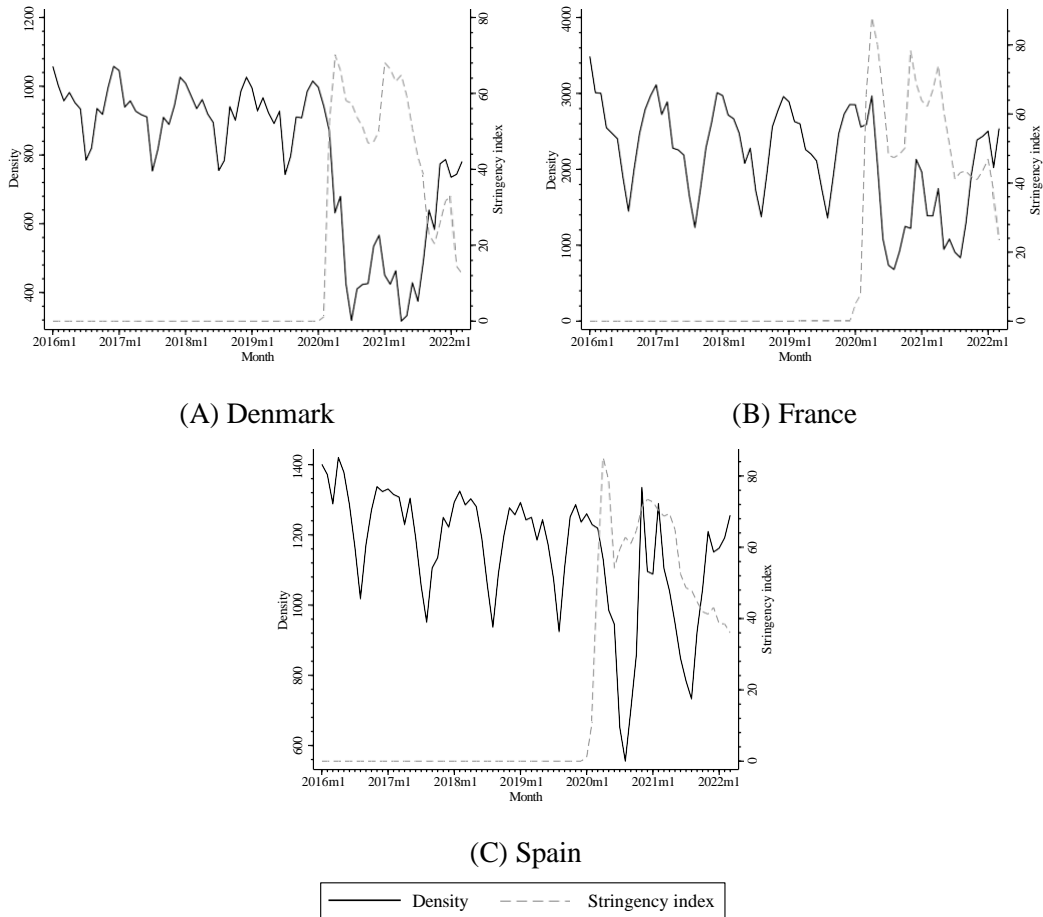 1200
1000
800
600
400
Density
80
60
40
20
0
Stringency index
2016m1 2017m1 2018m1 2019m1 2020m1 2021m1 2022m1
Month
(A) Denmark
4000
3000
2000
1000
0
Density
80
60
40
20
0
Stringency index
2016m1 2017m1 2018m1 2019m1 2020m1 2021m1 2022m1
Month
(B) France
1400
1200
1000
800
600
Density
80
60
40
20
0
Stringency index
2016m1 2017m1 2018m1 2019m1 2020m1 2021m1 2022m1
Month
(C) Spain
Density Stringency index